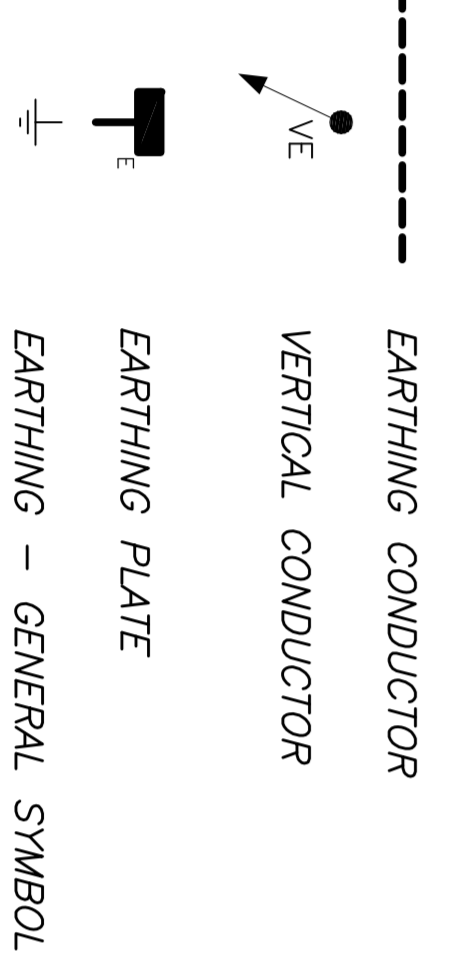 EARTHING CONDUCTOR
VE
VERTICAL CONDUCTOR
E
EARTHING PLATE
EARTHING – GENERAL SYMBOL